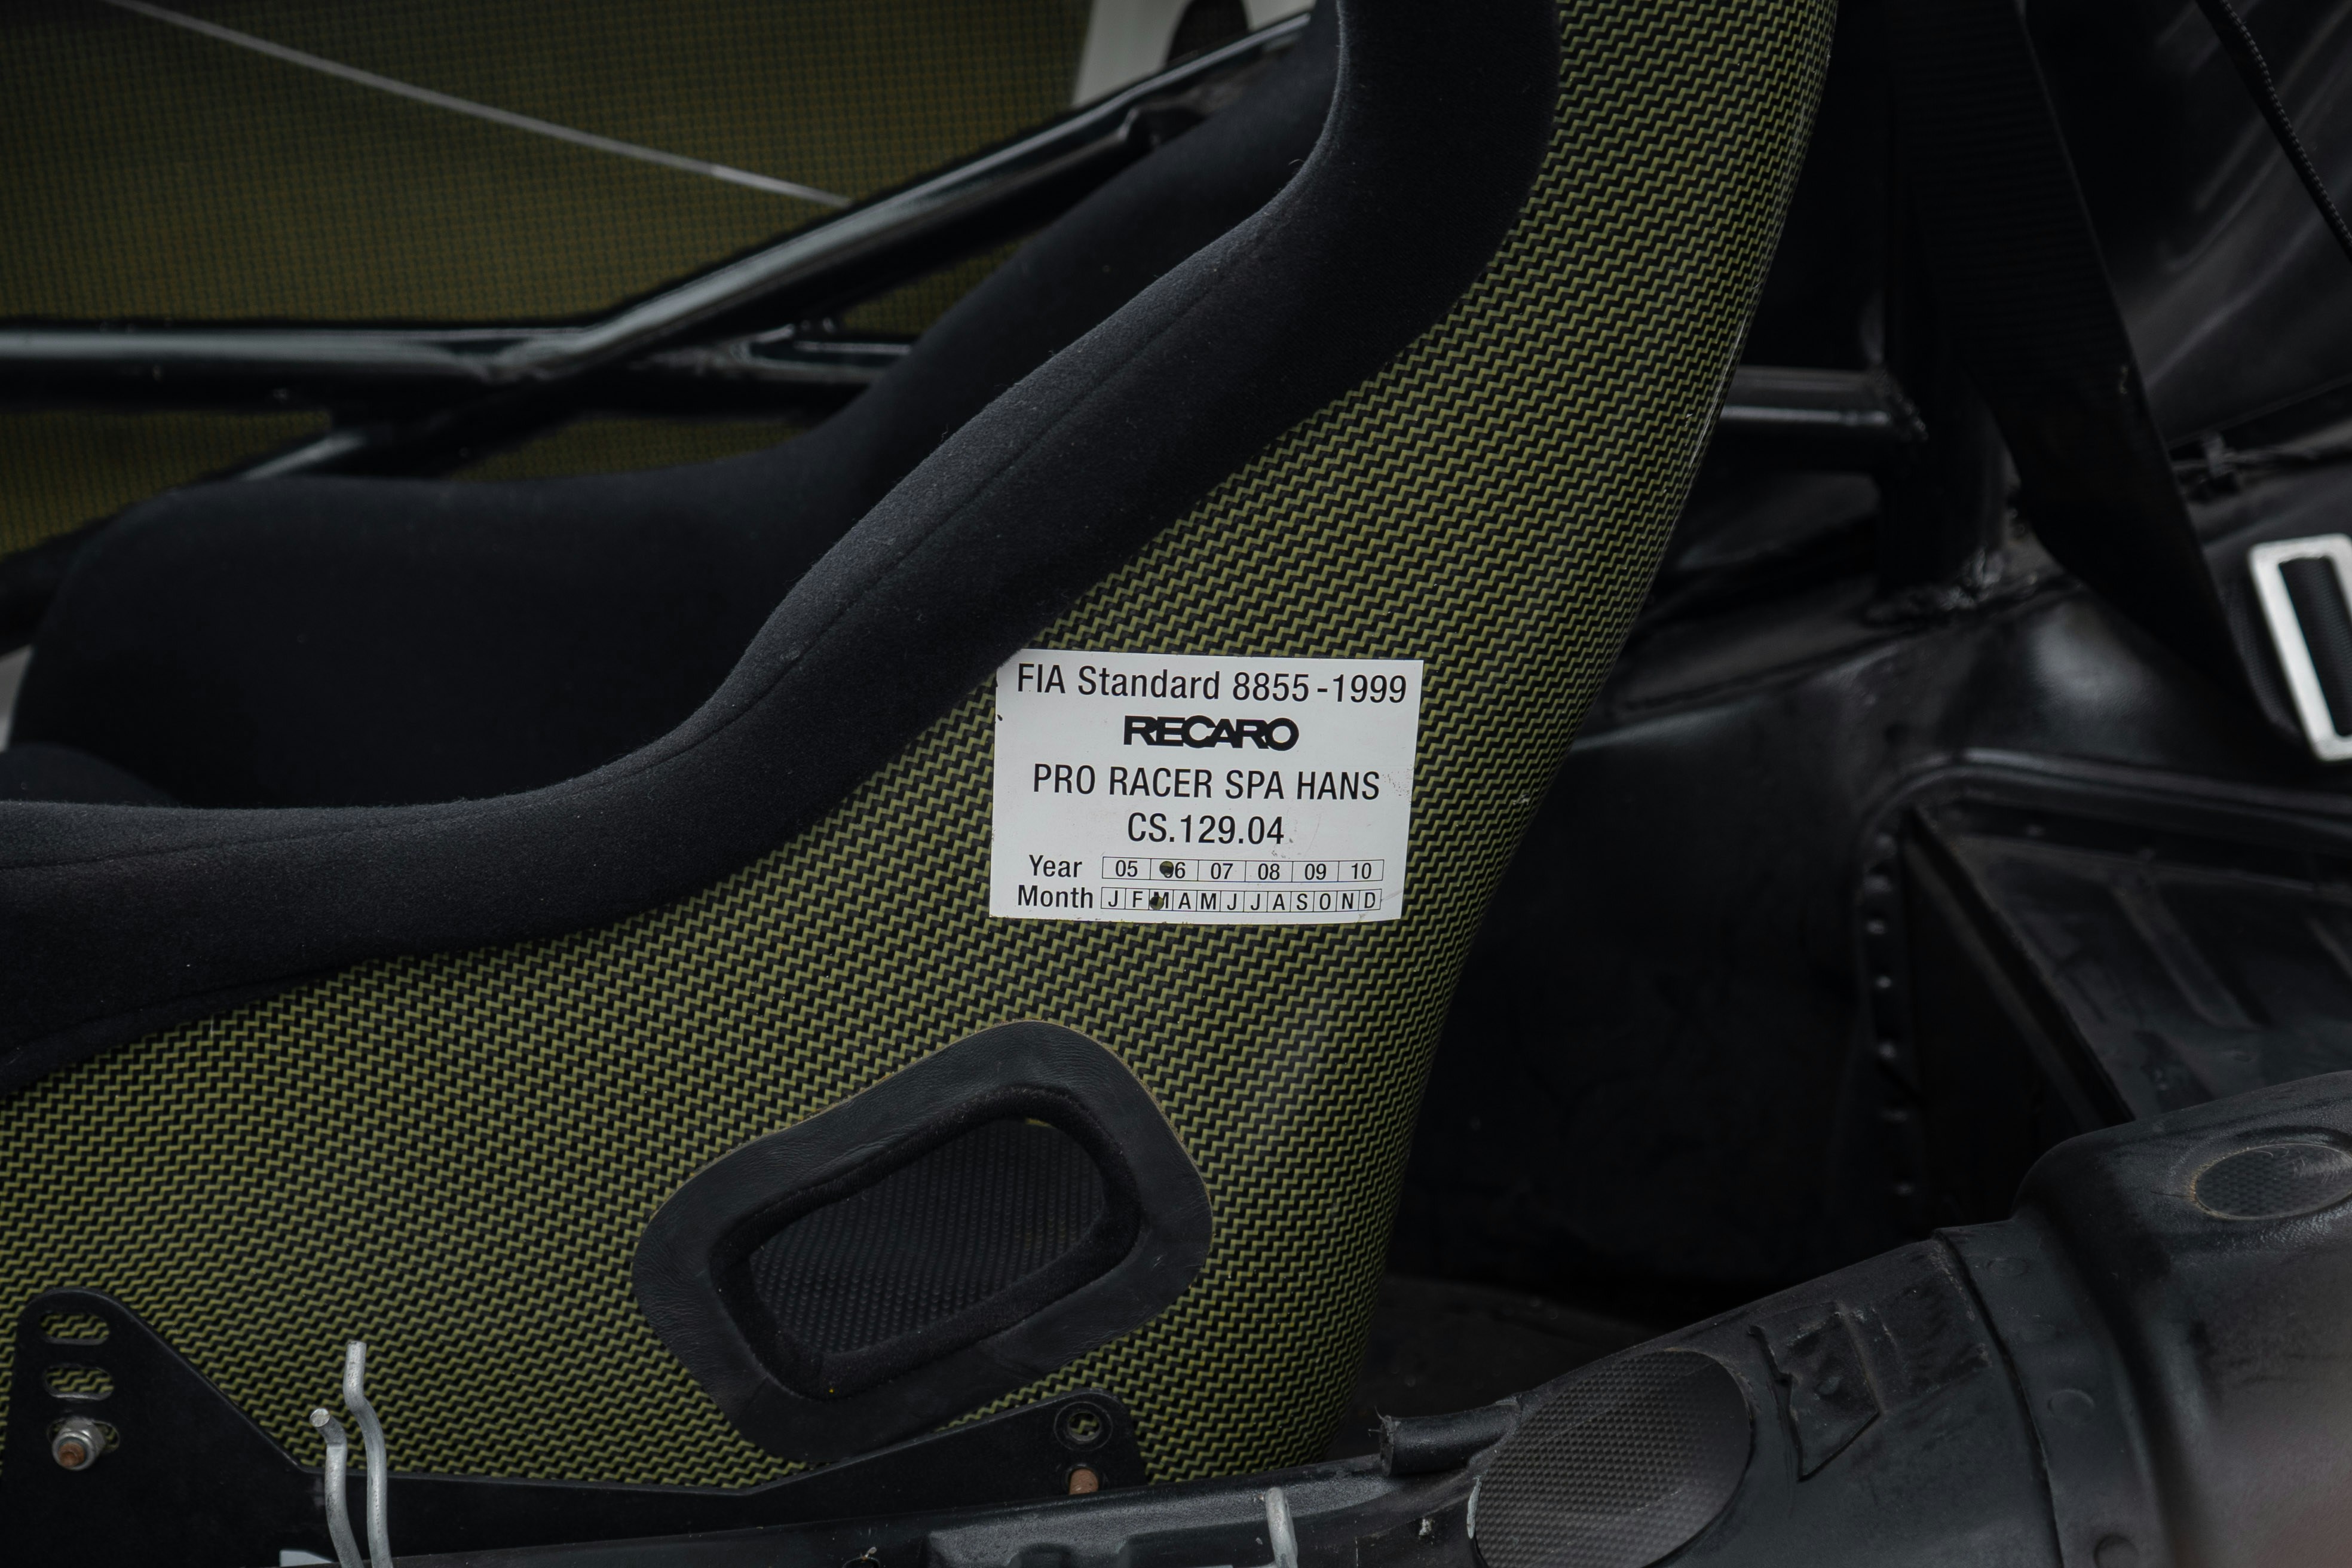 FIA Standard 8855-1999
RECARO
PRO RACER SPA HANS
CS.129.04
Year 05 06 07 08 09 10
Month J F M A M J J A S O N D